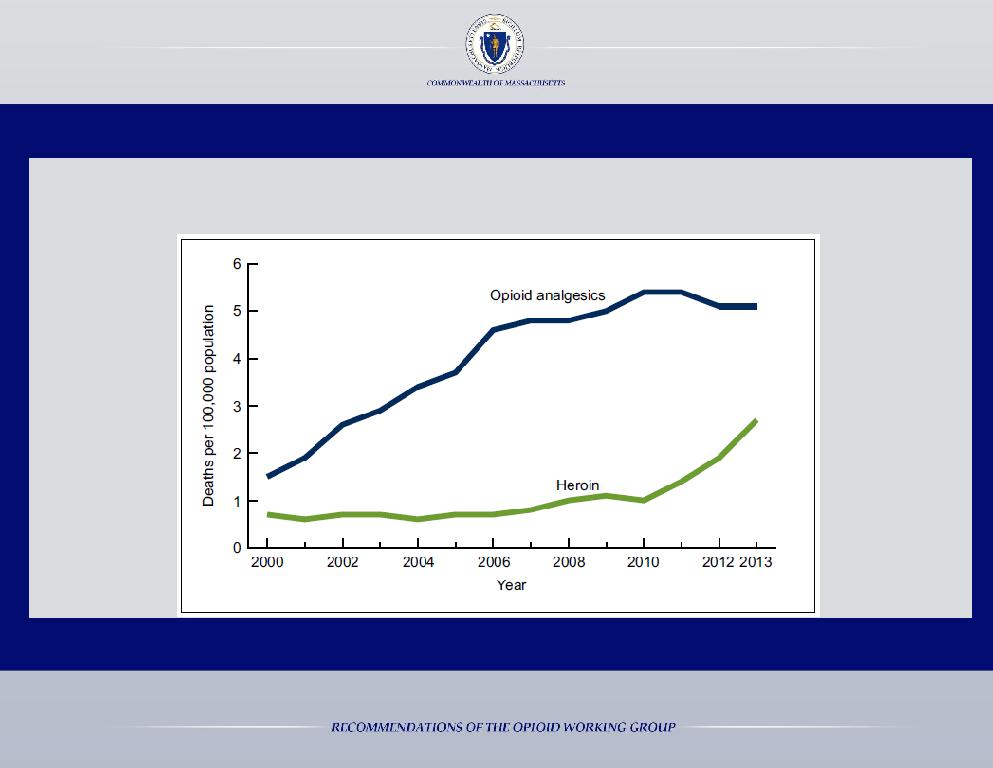 COMMONWEALTH OF MASSACHUSETTS
6
5
4
3
2
1
0
Deaths per 100,000 population
Opioid analgesics
Heroin
2000 2002 2004 2006 2008 2010 2012 2013
Year
RECOMMENDATIONS OF THE OPIOID WORKING GROUP